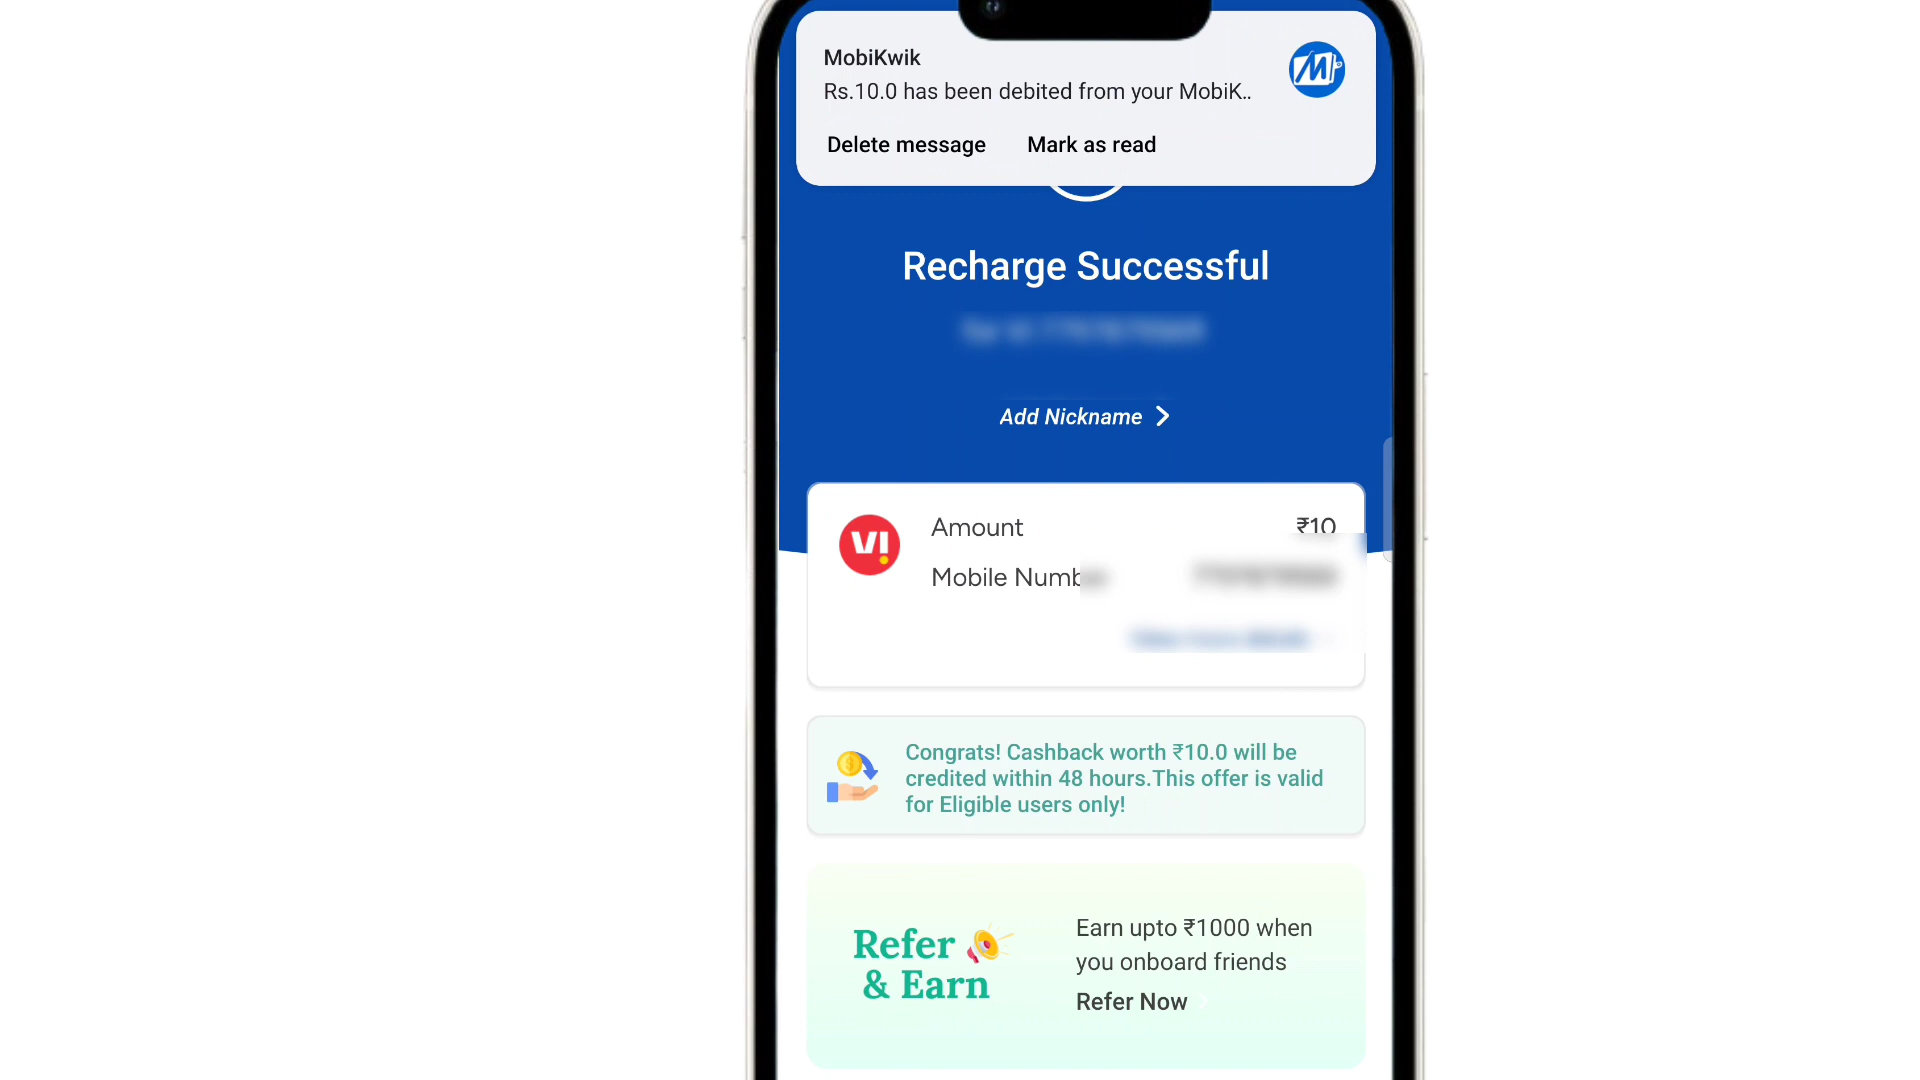 MobiKwik
Rs.10.0 has been debited from your MobiK..
Delete message Mark as read
Recharge Successful
Add Nickname
VI
Amount ₹10
Mobile
Congrats! Cashback worth ₹10.0 will be
credited within 48 hours.This offer is valid
for Eligible users only!
Refer
& Earn
Earn upto ₹1000 when
you onboard friends
Refer Now